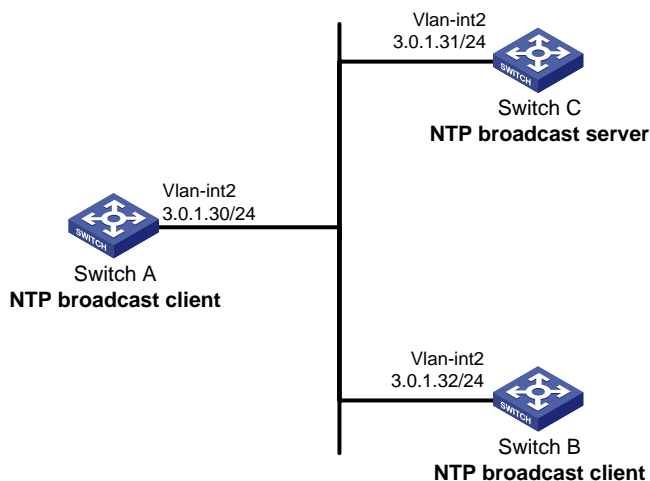 Vlan-int2
3.0.1.31/24
SWITCH
Switch C
NTP broadcast server
Vlan-int2
3.0.1.30/24
SWITCH
Switch A
NTP broadcast client
Vlan-int2
3.0.1.32/24
SWITCH
Switch B
NTP broadcast client